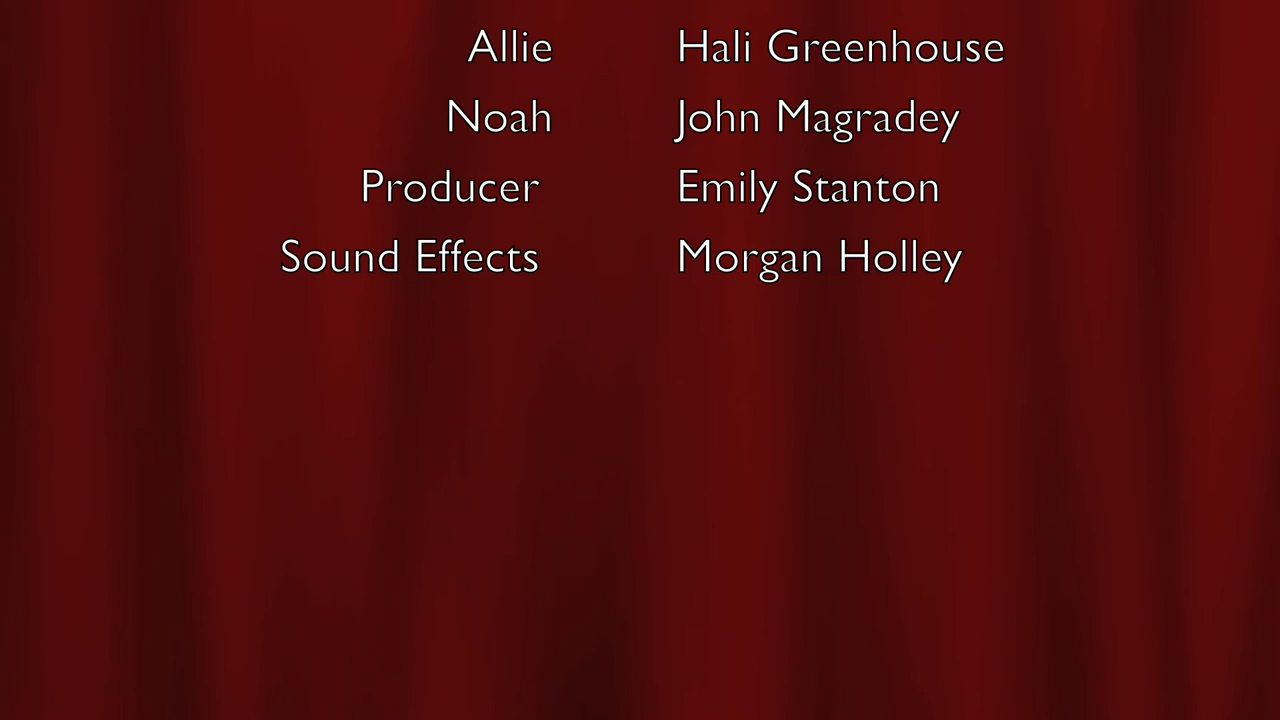 Allie Hali Greenhouse
Noah John Magradey
Producer Emily Stanton
Sound Effects Morgan Holley